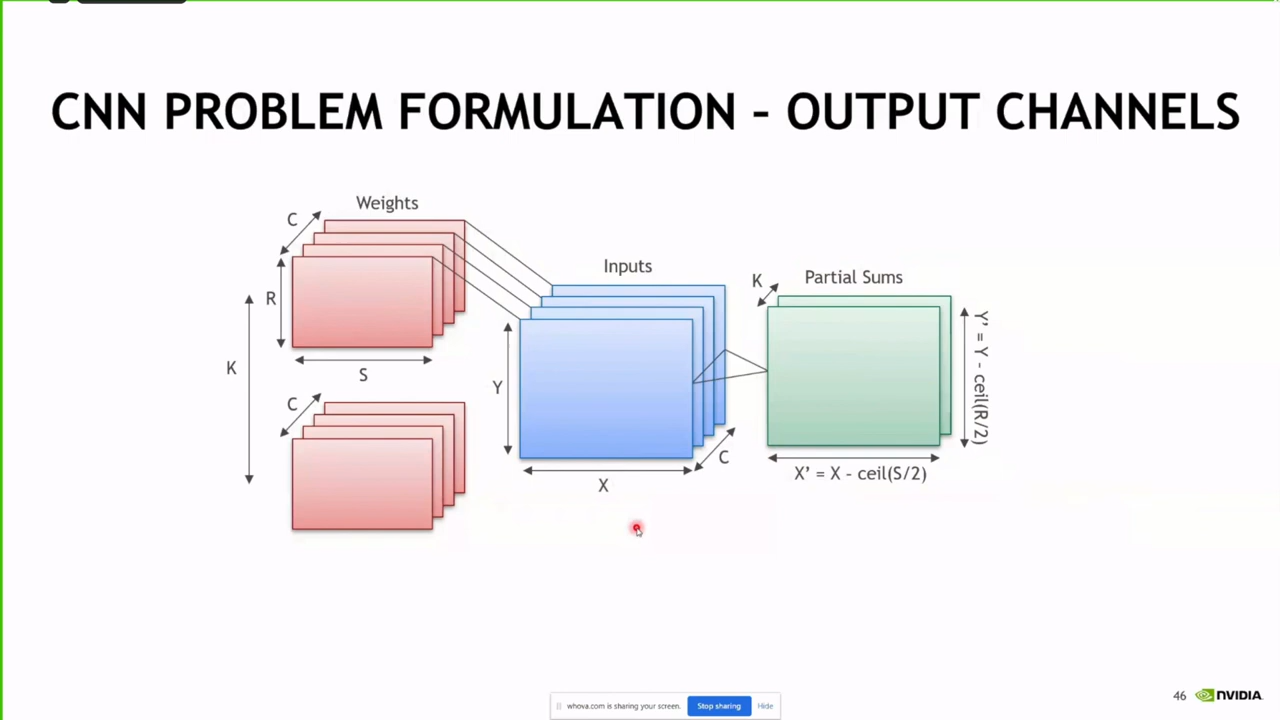 CNN PROBLEM FORMULATION – OUTPUT CHANNELS
Weights
C
R
K
S
C
Inputs
Y
X
C
K
Partial Sums
Y' = Y - ceil(R/2)
X' = X - ceil(S/2)
whova.com is sharing your screen.
Stop sharing
Hide
46
NVIDIA.